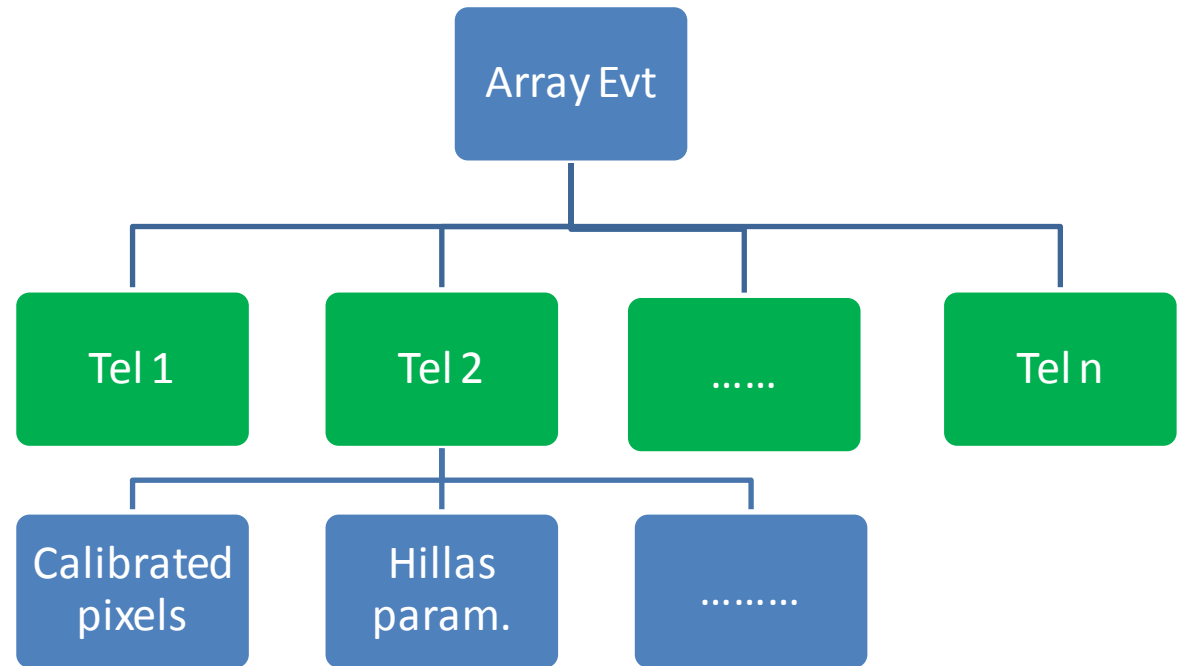 Array Evt
Tel 1
Tel 2
......
Tel n
Calibrated
pixels
Hillas
param.
.........